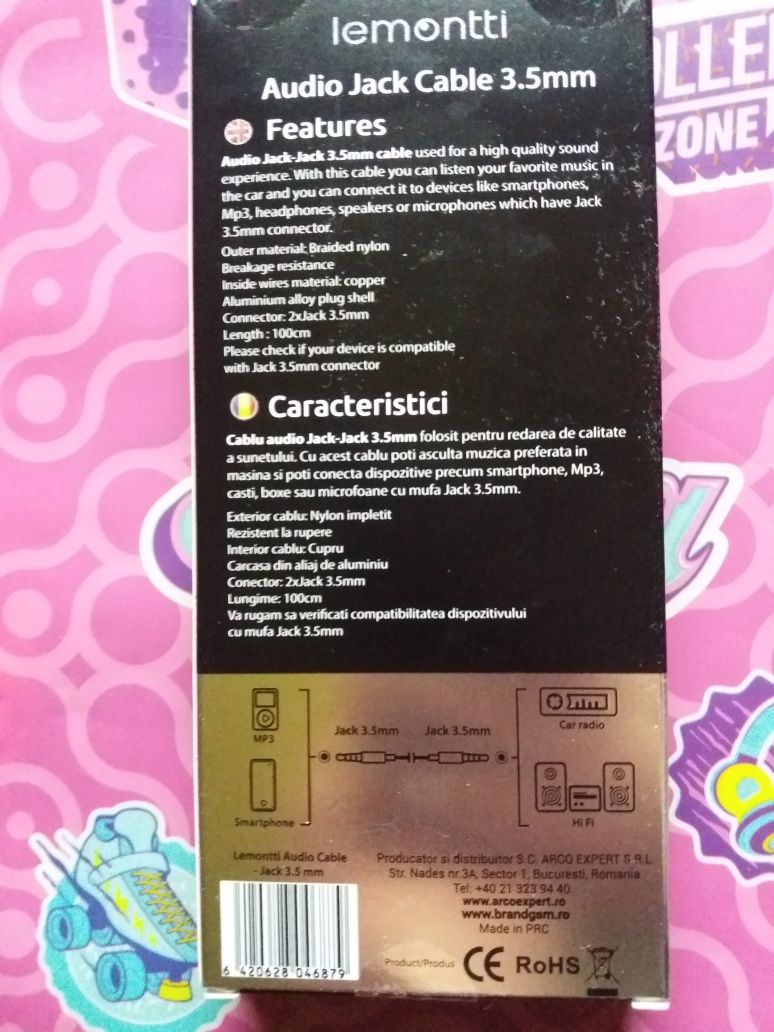 lemontti
Audio Jack Cable 3.5mm
Features
Audio Jack-Jack 3.5mm cable used for a high quality sound
experience. With this cable you can listen your favorite music in
the car and you can connect it to devices like smartphones,
Mp3, headphones, speakers or microphones which have Jack
3.5mm connector.
Outer material: Braided nylon
Breakage resistance
Inside wires material: copper
Aluminium alloy plug shell
Connector: 2xJack 3.5mm
Length : 100cm
Please check if your device is compatible
with Jack 3.5mm connector
Caracteristici
Cablu audio Jack-Jack 3.5mm folosit pentru redarea de calitate
a sunetului. Cu acest cablu poti asculta muzica preferata in
masina si poti conecta dispozitive precum smartphone, Mp3,
casti, boxe sau microfoane cu mufa Jack 3.5mm.
Exterior cablu: Nylon impletit
Rezistent la rupere
Interior cablu: Cupru
Carcasa din aliaj de aluminiu
Conector: 2xJack 3.5mm
Lungime: 100cm
Va rugam sa verificati compatibilitatea dispozitivului
cu mufa Jack 3.5mm
MP3
Smartphone
Jack 3.5mm Jack 3.5mm
Car radio
Hi Fi
Lemontti Audio Cable
- Jack 3.5 mm
6 420628 046879
Producator si distribuitor S.C. ARCO EXPERT S.R.L
Str. Nades nr.3A, Sector 1, Bucuresti, Romania
Tel: +40 21 323 94 40
www.arcoexpert.ro
www.brandgsm.ro
Made in PRC
Product/Produs CE RoHS
LLE
ZONE